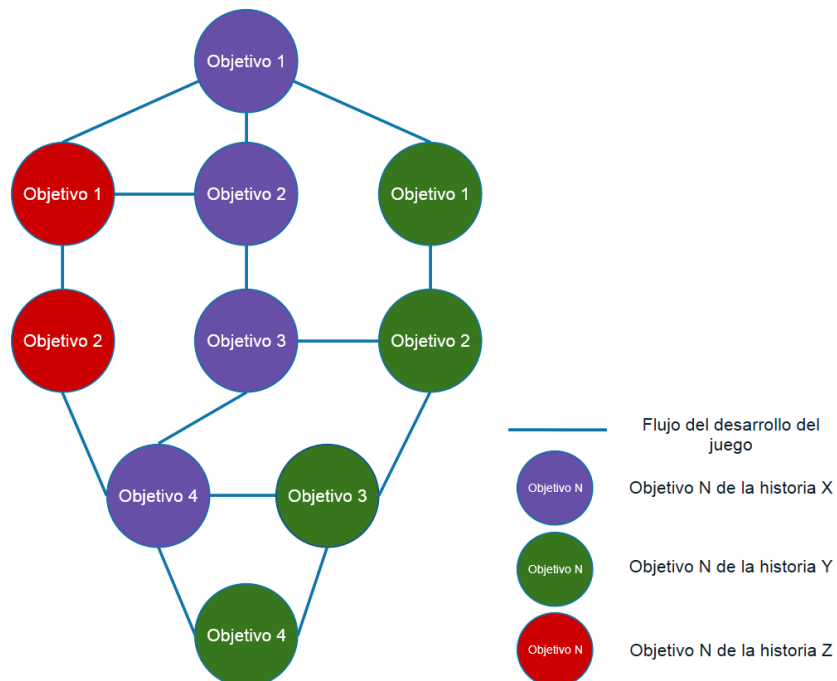 Objetivo 1
Objetivo 1
Objetivo 2
Objetivo 1
Objetivo 2
Objetivo 3
Objetivo 2
Objetivo 4
Objetivo 3
Objetivo 4
Flujo del desarrollo del
juego
Objetivo N
Objetivo N de la historia X
Objetivo N
Objetivo N de la historia Y
Objetivo N
Objetivo N de la historia Z